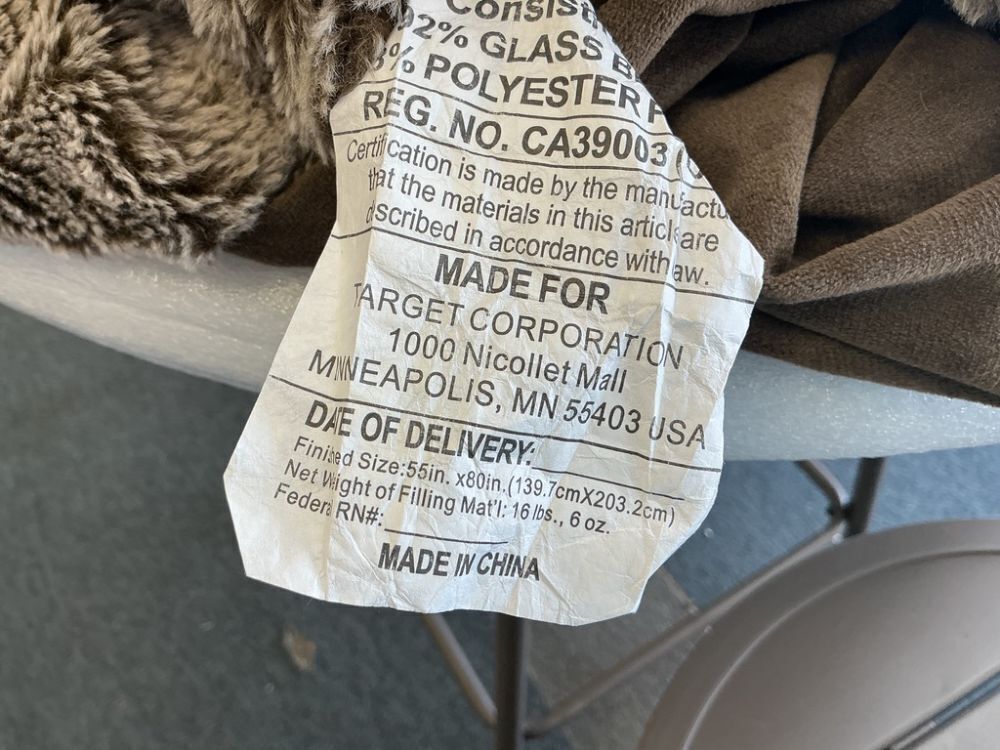 Consist
92% GLASS B
8% POLYESTER F
REG. NO. CA39003 (C
Certification is made by the manufactu
that the materials in this article are
described in accordance with law.
MADE FOR
TARGET CORPORATION
1000 Nicollet Mall
MINNEAPOLIS, MN 55403 USA
DATE OF DELIVERY:
Finished Size:55in. x80in.(139.7cmX203.2cm)
Net Weight of Filling Mat'l: 16 lbs., 6 oz.
Federal RN#:
MADE IN CHINA